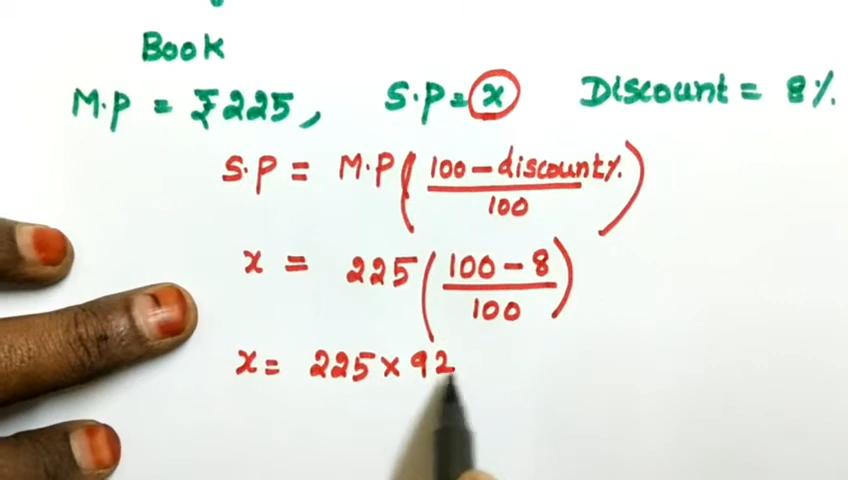 Book
M.P = ₹225, S.P = x Discount = 8%.
S.P = M.P (100 - discount% / 100)
x = 225 (100 - 8 / 100)
x = 225 × 92